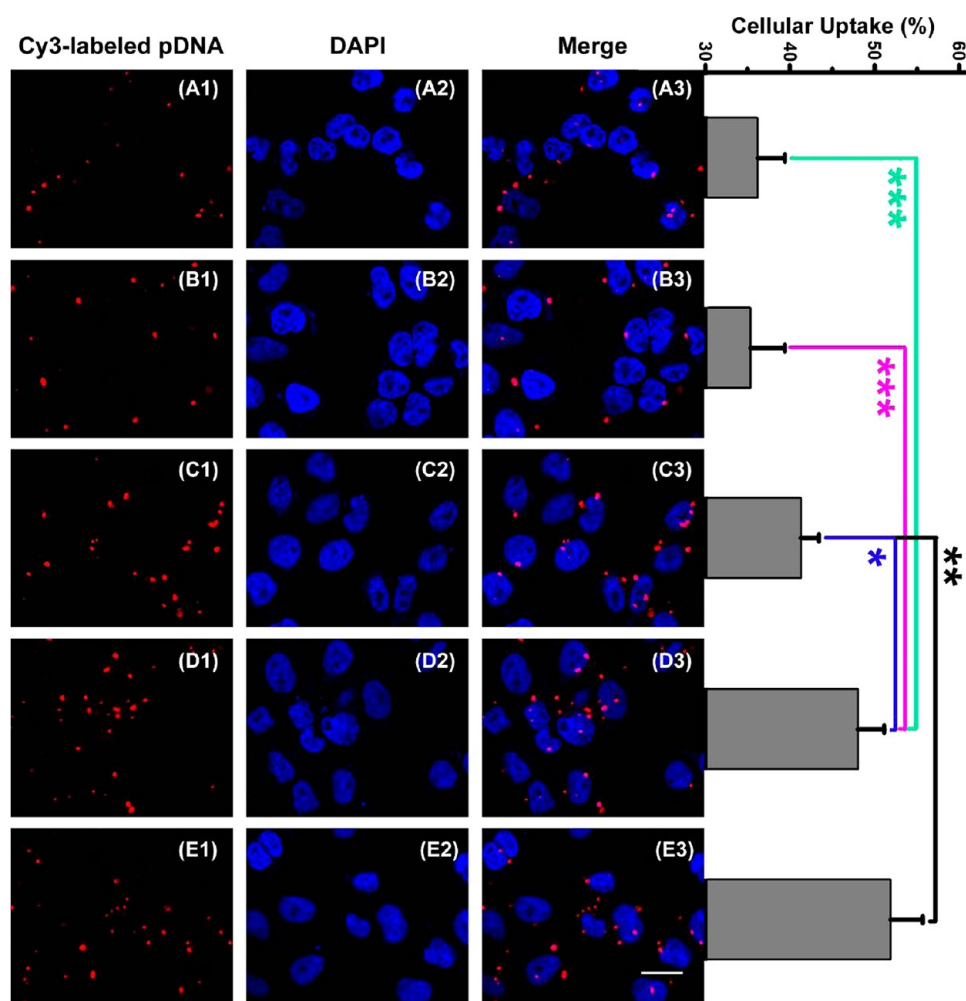 Cellular Uptake (%)
Cy3-labeled pDNA DAPI Merge
30 40 50 60
(A1) (A2) (A3)
***
(B1) (B2) (B3)
***
(C1) (C2) (C3)
* **
(D1) (D2) (D3)
(E1) (E2) (E3)